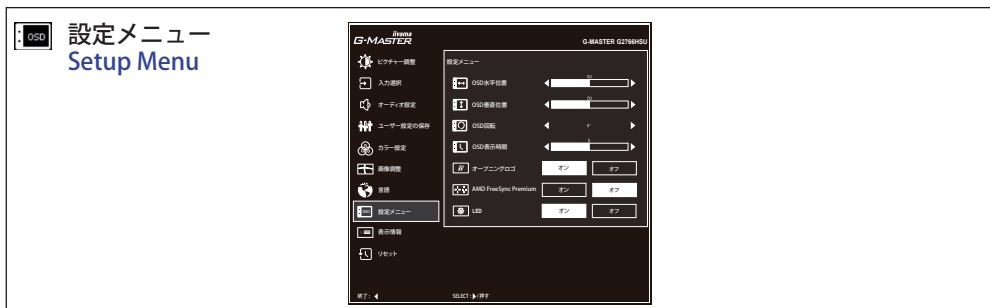 OSD 設定メニュー
Setup Menu
iiyama
G-MASTER
G-MASTER G2766HSU
ピクチャー調整
入力選択
オーディオ設定
ユーザー設定の保存
カラー設定
画像調整
言語
OSD 設定メニュー
表示情報
リセット
設定メニュー
OSD水平位置 50
OSD垂直位置 50
OSD回転 0°
OSD表示時間
オープニングロゴ オン オフ
AMD FreeSync Premium オン オフ
LED オン オフ
終了 : SELECT : /押す